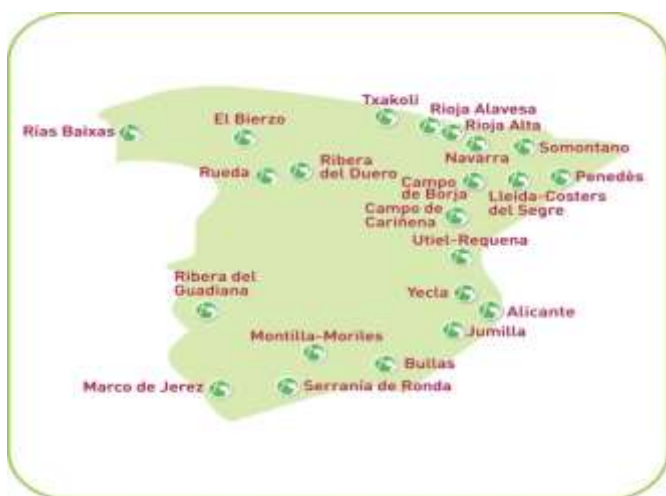 Txakoli
Rioja Alavesa
Rías Baixas
El Bierzo
Rioja Alta
Navarra
Somontano
Rueda
Ribera
del Duero
Campo
de Borja
Lleida-Costers
del Segre
Penedès
Campo de
Cariñena
Utiel-Requena
Ribera del
Guadiana
Yecla
Alicante
Jumilla
Montilla-Moriles
Bullas
Marco de Jerez
Serranía de Ronda